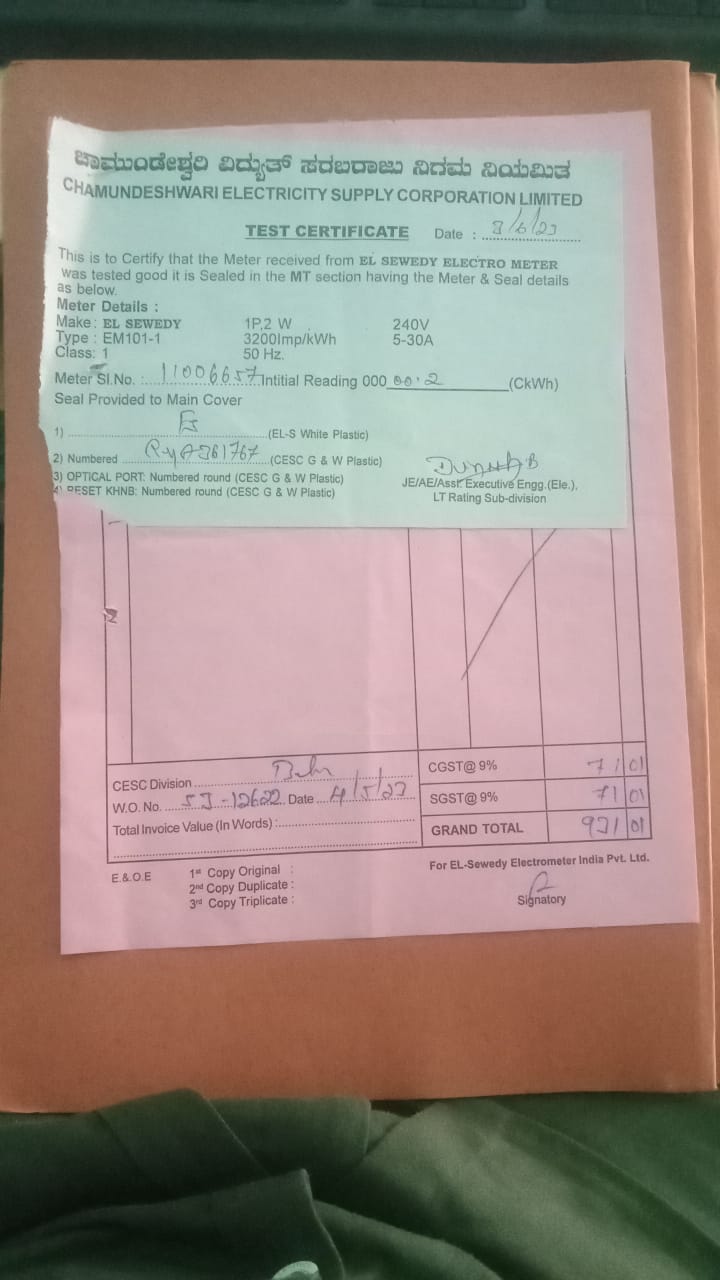 ಚಾಮುಂಡೇಶ್ವರಿ ವಿದ್ಯುತ್ ಸರಬರಾಜು ನಿಗಮ ನಿಯಮಿತ
CHAMUNDESHWARI ELECTRICITY SUPPLY CORPORATION LIMITED
TEST CERTIFICATE Date : 3/6/23
This is to Certify that the Meter received from EL SEWEDY ELECTRO METER
was tested good it is Sealed in the MT section having the Meter & Seal details
as below.
Meter Details :
Make: EL SEWEDY 1P,2 W 240V
Type : EM101-1 3200Imp/kWh 5-30A
Class: 1 50 Hz.
Meter Sl.No. : 11006657 Intitial Reading 000 00.2 (CkWh)
Seal Provided to Main Cover
1) (EL-S White Plastic)
2) Numbered (CESC G & W Plastic)
3) OPTICAL PORT: Numbered round (CESC G & W Plastic)
4) RESET KHNB: Numbered round (CESC G & W Plastic)
JE/AE/Asst. Executive Engg.(Ele.),
LT Rating Sub-division
CESC Division
W.O. No. SJ-12622 Date 4/5/23
Total Invoice Value (In Words) :
CGST@ 9% 71 01
SGST@ 9% 71 01
GRAND TOTAL 931 01
E.&.O.E 1st Copy Original :
2nd Copy Duplicate :
3rd Copy Triplicate :
For EL-Sewedy Electrometer India Pvt. Ltd.
Signatory